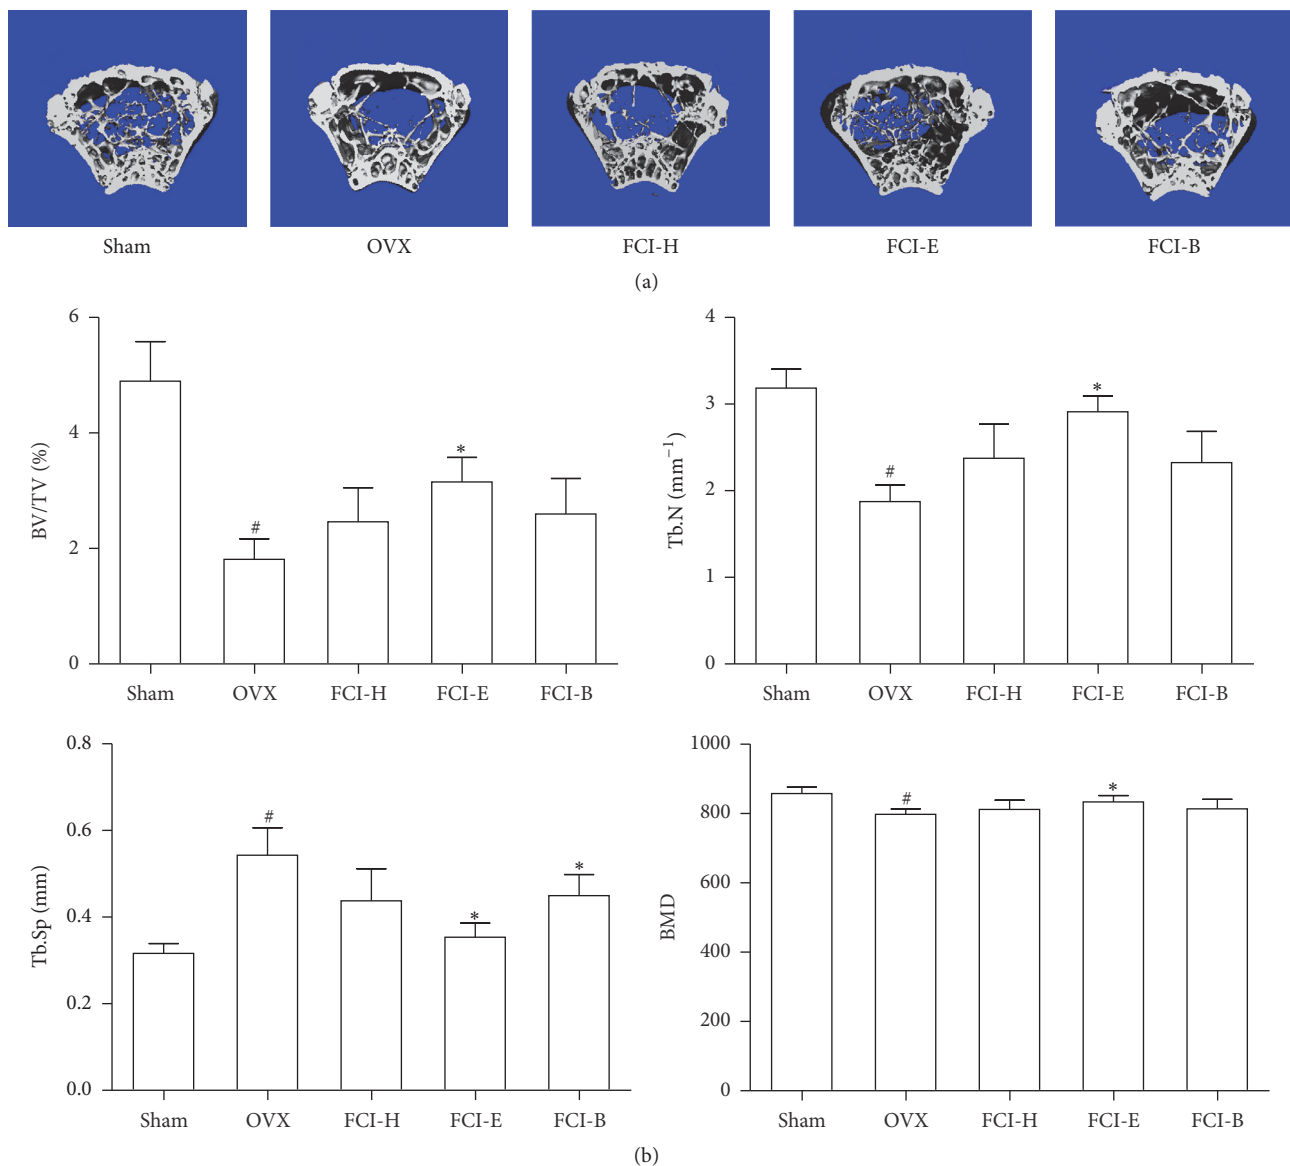 Sham OVX FCI-H FCI-E FCI-B
(a)
BV/TV (%)
6
4
2
0
#
*
Sham OVX FCI-H FCI-E FCI-B
Tb.N (mm⁻¹)
4
3
2
1
0
#
*
Sham OVX FCI-H FCI-E FCI-B
Tb.Sp (mm)
0.8
0.6
0.4
0.2
0.0
#
*
*
Sham OVX FCI-H FCI-E FCI-B
BMD
1000
800
600
400
200
0
#
*
Sham OVX FCI-H FCI-E FCI-B
(b)